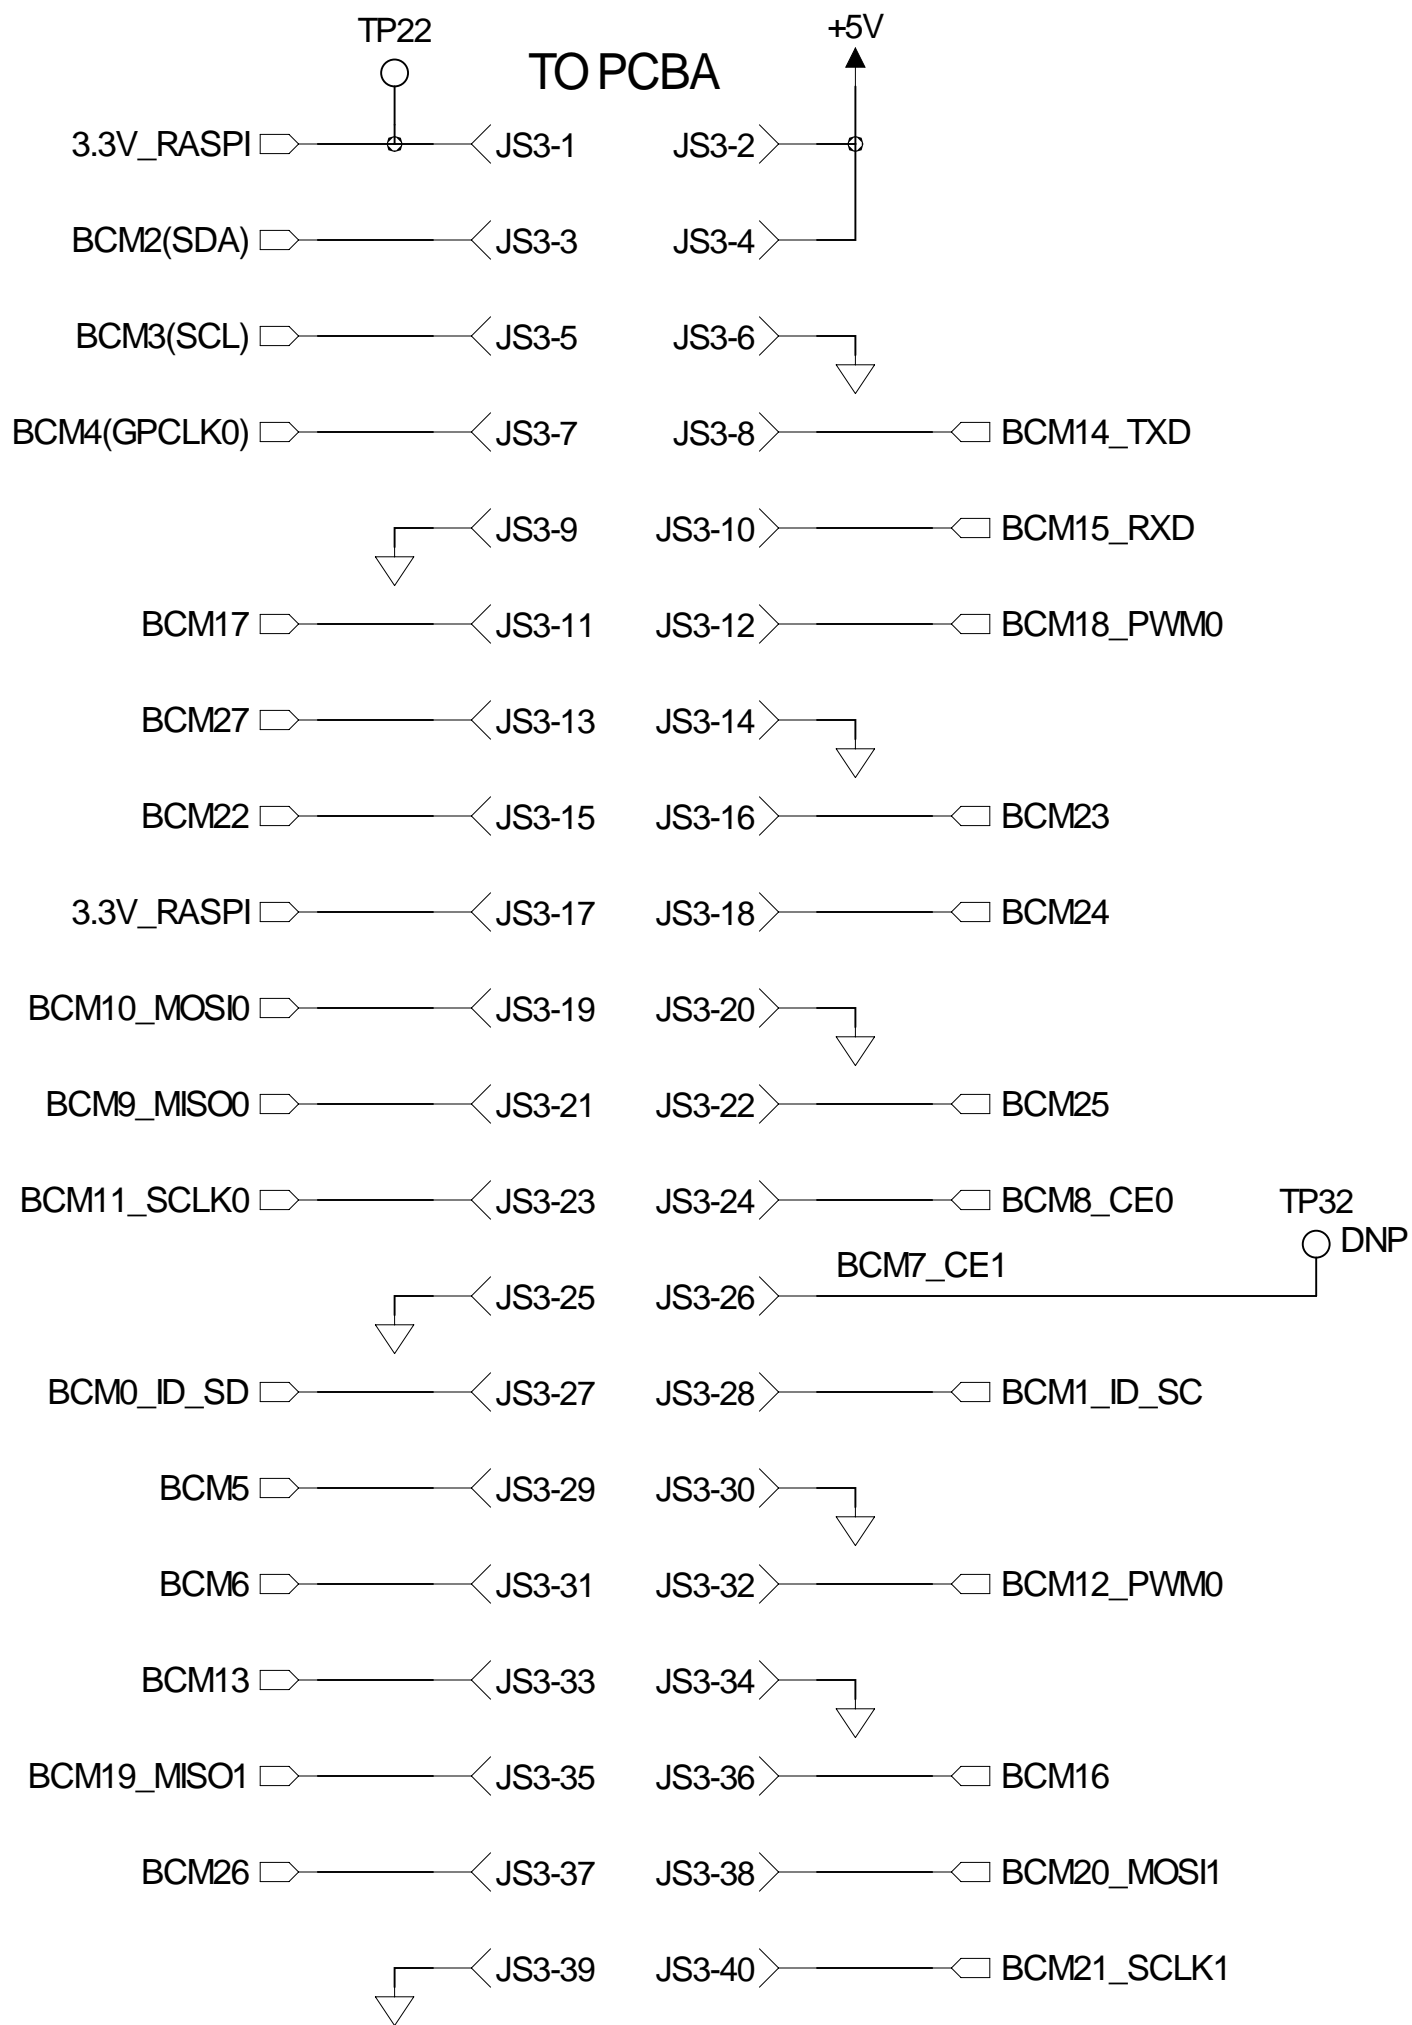 TP22
+5V
TO PCBA
3.3V_RASPI JS3-1 JS3-2
BCM2(SDA) JS3-3 JS3-4
BCM3(SCL) JS3-5 JS3-6
BCM4(GPCLK0) JS3-7 JS3-8 BCM14_TXD
JS3-9 JS3-10 BCM15_RXD
BCM17 JS3-11 JS3-12 BCM18_PWM0
BCM27 JS3-13 JS3-14
BCM22 JS3-15 JS3-16 BCM23
3.3V_RASPI JS3-17 JS3-18 BCM24
BCM10_MOSI0 JS3-19 JS3-20
BCM9_MISO0 JS3-21 JS3-22 BCM25
BCM11_SCLK0 JS3-23 JS3-24 BCM8_CE0 TP32
DNP
BCM7_CE1
JS3-25 JS3-26
BCM0_ID_SD JS3-27 JS3-28 BCM1_ID_SC
BCM5 JS3-29 JS3-30
BCM6 JS3-31 JS3-32 BCM12_PWM0
BCM13 JS3-33 JS3-34
BCM19_MISO1 JS3-35 JS3-36 BCM16
BCM26 JS3-37 JS3-38 BCM20_MOSI1
JS3-39 JS3-40 BCM21_SCLK1